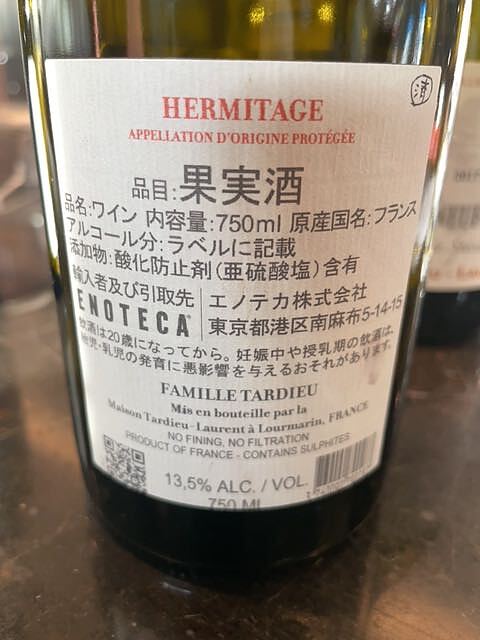 HERMITAGE
APPELLATION D'ORIGINE PROTÉGÉE
品目:果実酒
品名:ワイン 内容量:750ml 原産国名:フランス
アルコール分:ラベルに記載
添加物:酸化防止剤(亜硫酸塩)含有
輸入者及び引取先
ENOTECA
エノテカ株式会社
東京都港区南麻布5-14-15
飲酒は20歳になってから。妊娠中や授乳期の飲酒は、
胎児・乳児の発育に悪影響を与えるおそれがあります。
FAMILLE TARDIEU
Mis en bouteille par la
Maison Tardieu-Laurent à Lourmarin, FRANCE
NO FINING, NO FILTRATION
PRODUCT OF FRANCE - CONTAINS SULPHITES
13,5% ALC. / VOL.
750 ML